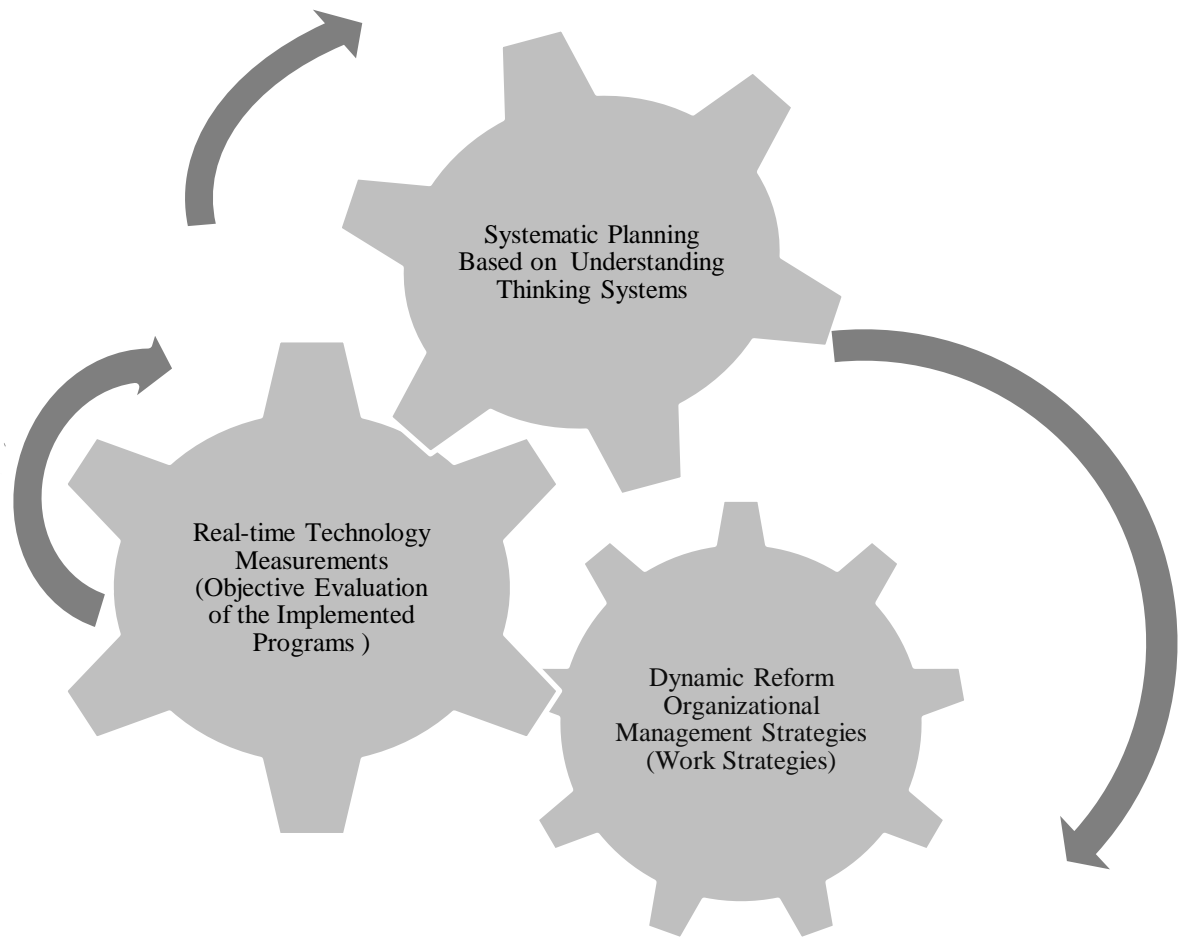 Systematic Planning
Based on Understanding
Thinking Systems
Real-time Technology
Measurements
(Objective Evaluation
of the Implemented
Programs )
Dynamic Reform
Organizational
Management Strategies
(Work Strategies)